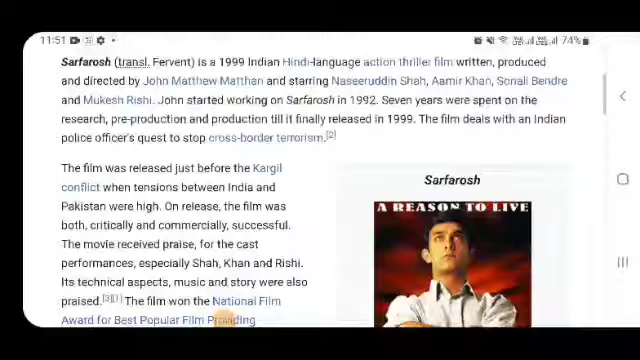 11:51
74%
Sarfarosh (transl. Fervent) is a 1999 Indian Hindi-language action thriller film written, produced
and directed by John Matthew Matthan and starring Naseeruddin Shah, Aamir Khan, Sonali Bendre
and Mukesh Rishi. John started working on Sarfarosh in 1992. Seven years were spent on the
research, pre-production and production till it finally released in 1999. The film deals with an Indian
police officer's quest to stop cross-border terrorism.[2]
The film was released just before the Kargil
conflict when tensions between India and
Pakistan were high. On release, the film was
both, critically and commercially, successful.
The movie received praise, for the cast
performances, especially Shah, Khan and Rishi.
Its technical aspects, music and story were also
praised.[3][1] The film won the National Film
Award for Best Popular Film Providing
Sarfarosh
A REASON TO LIVE